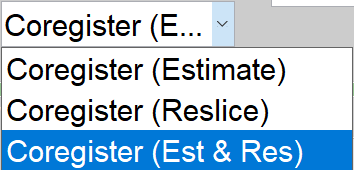 Coregister (E...
Coregister (Estimate)
Coregister (Reslice)
Coregister (Est & Res)